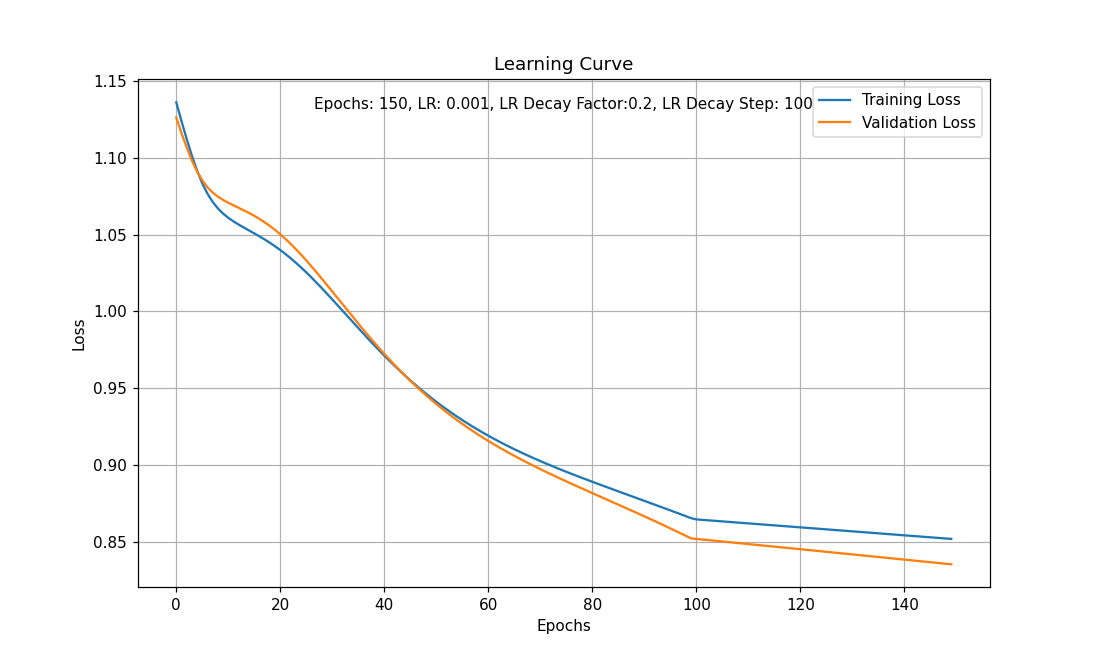 Learning Curve
Epochs: 150, LR: 0.001, LR Decay Factor:0.2, LR Decay Step: 100
Training Loss
Validation Loss
Loss
1.15
1.10
1.05
1.00
0.95
0.90
0.85
0 20 40 60 80 100 120 140
Epochs